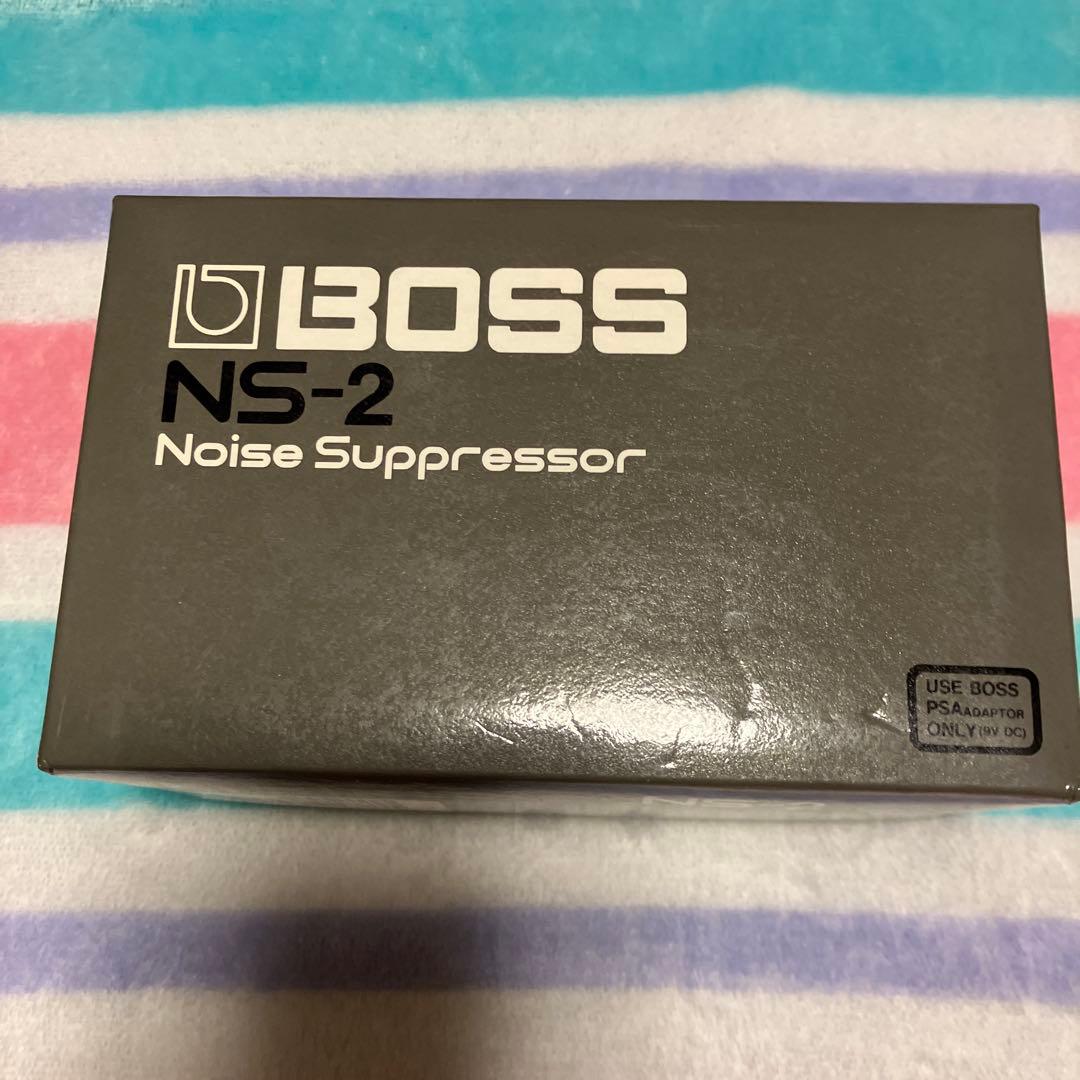 BOSS
NS-2
Noise Suppressor
USE BOSS
PSA ADAPTOR
ONLY (9V DC)